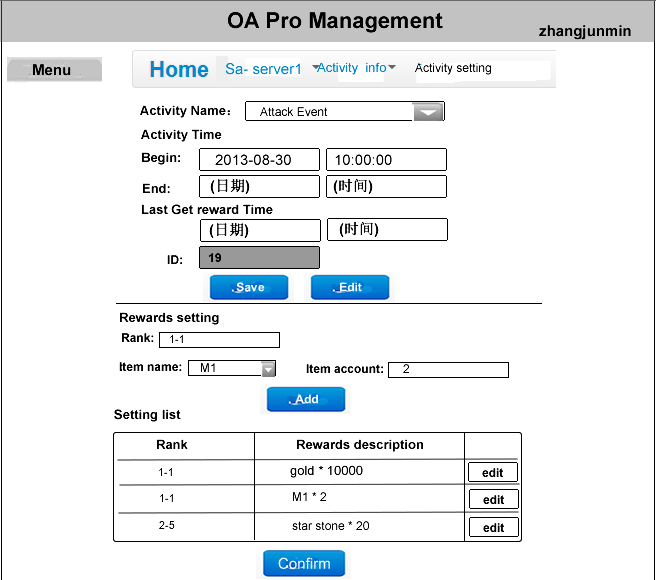 OA Pro Management
zhangjunmin
Menu
Home Sa- server1 Activity info Activity setting
Activity Name： Attack Event
Activity Time
Begin: 2013-08-30 10:00:00
End: (日期) (时间)
Last Get reward Time
(日期) (时间)
ID: 19
Save Edit
Rewards setting
Rank: 1-1
Item name: M1 Item account: 2
Add
Setting list
Rank Rewards description
1-1 gold * 10000 edit
1-1 M1 * 2 edit
2-5 star stone * 20 edit
Confirm